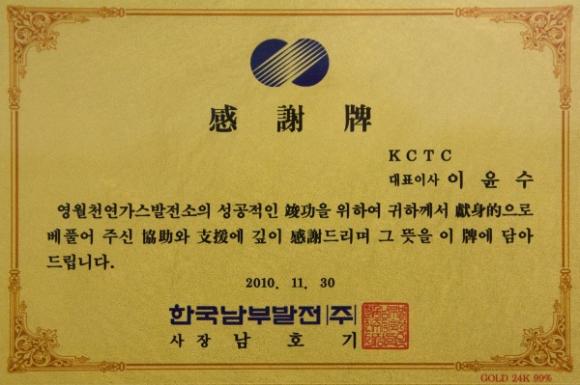 感謝牌
KCTC
대표이사 이윤수
영월천연가스발전소의 성공적인 竣功을 위하여 귀하께서 獻身的으로
베풀어 주신 協助와 支援에 깊이 感謝드리며 그 뜻을 이 牌에 담아
드립니다.
2010. 11. 30
한국남부발전(주)
사장 남호기
GOLD 24K 99%